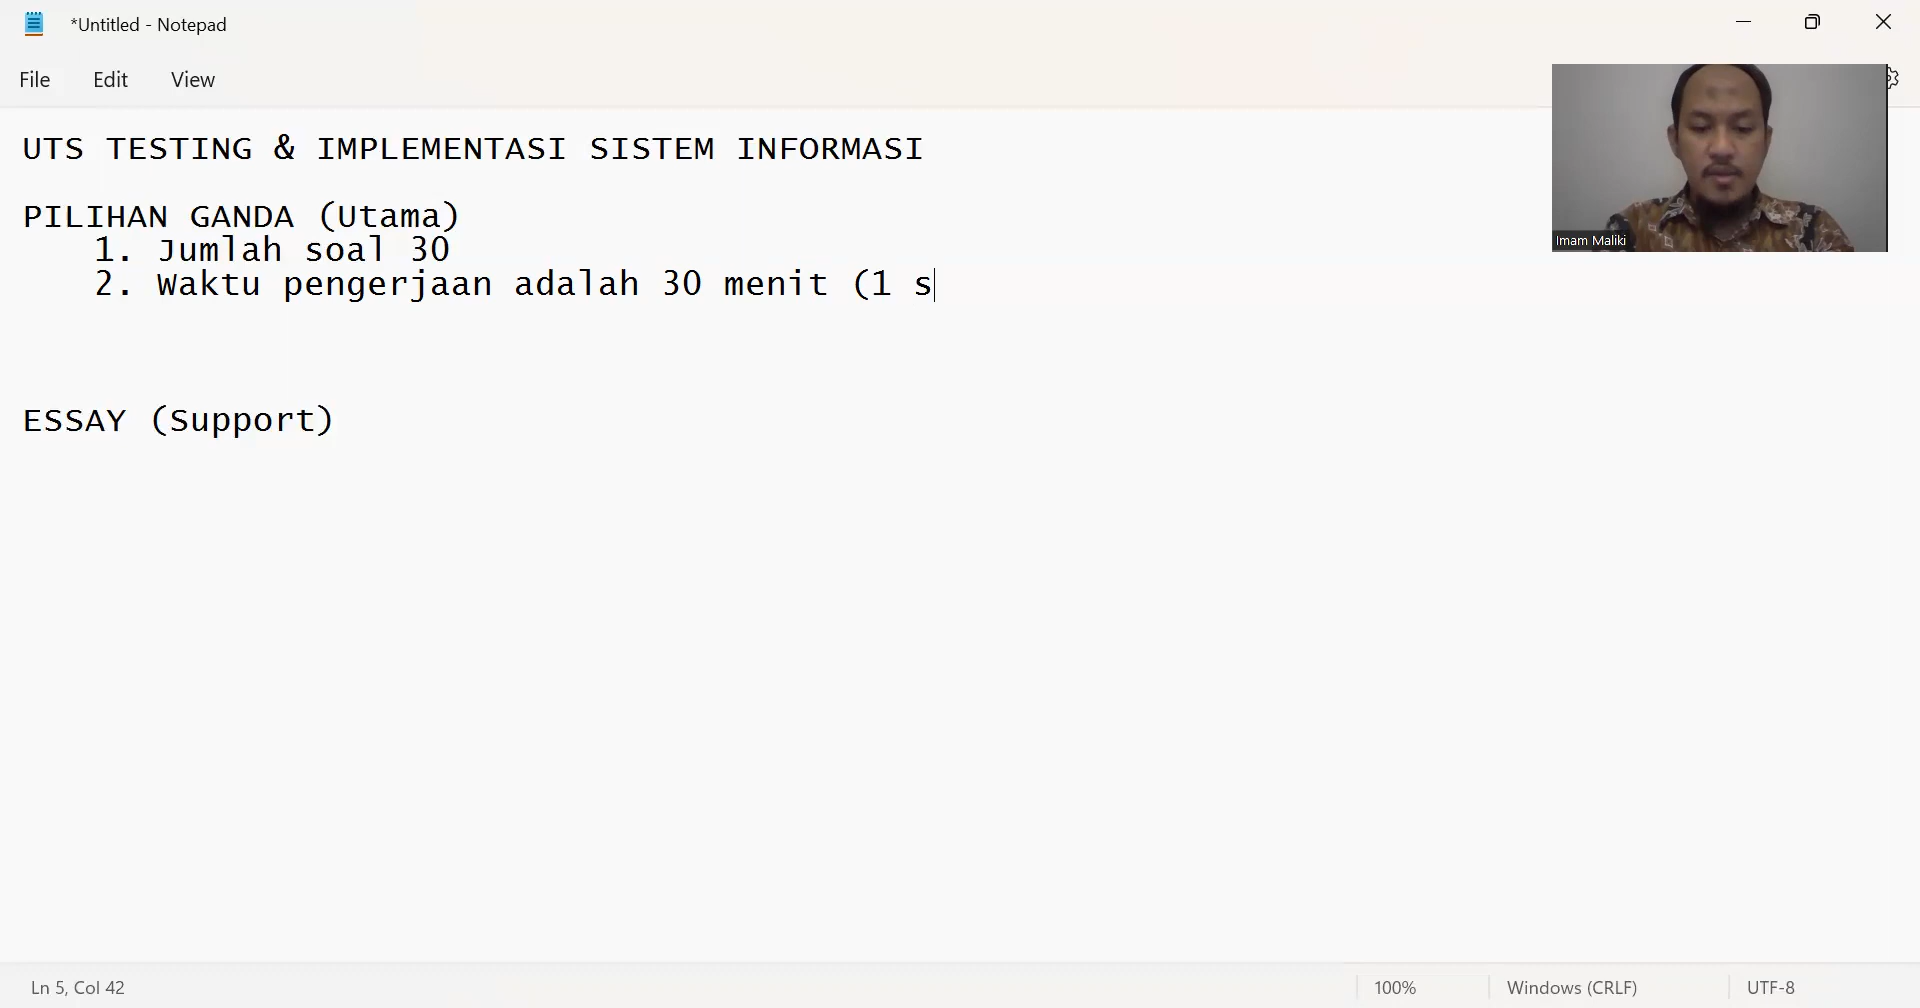 *Untitled - Notepad
File Edit View
Imam Maliki
UTS TESTING & IMPLEMENTASI SISTEM INFORMASI
PILIHAN GANDA (Utama)
1. Jumlah soal 30
2. Waktu pengerjaan adalah 30 menit (1 s
ESSAY (Support)
Ln 5, Col 42 100% Windows (CRLF) UTF-8